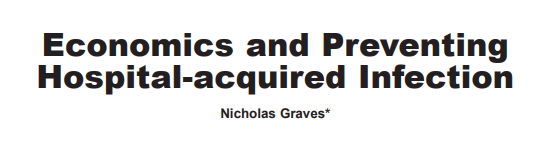 Economics and Preventing
Hospital-acquired Infection
Nicholas Graves*